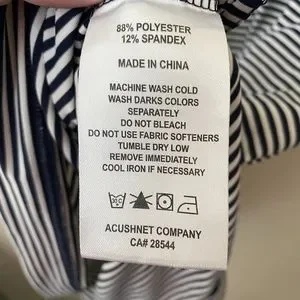 88% POLYESTER
12% SPANDEX
MADE IN CHINA
MACHINE WASH COLD
WASH DARKS COLORS
SEPARATELY
DO NOT BLEACH
DO NOT USE FABRIC SOFTENERS
TUMBLE DRY LOW
REMOVE IMMEDIATELY
COOL IRON IF NECESSARY
30C
ACUSHNET COMPANY
CA# 28544